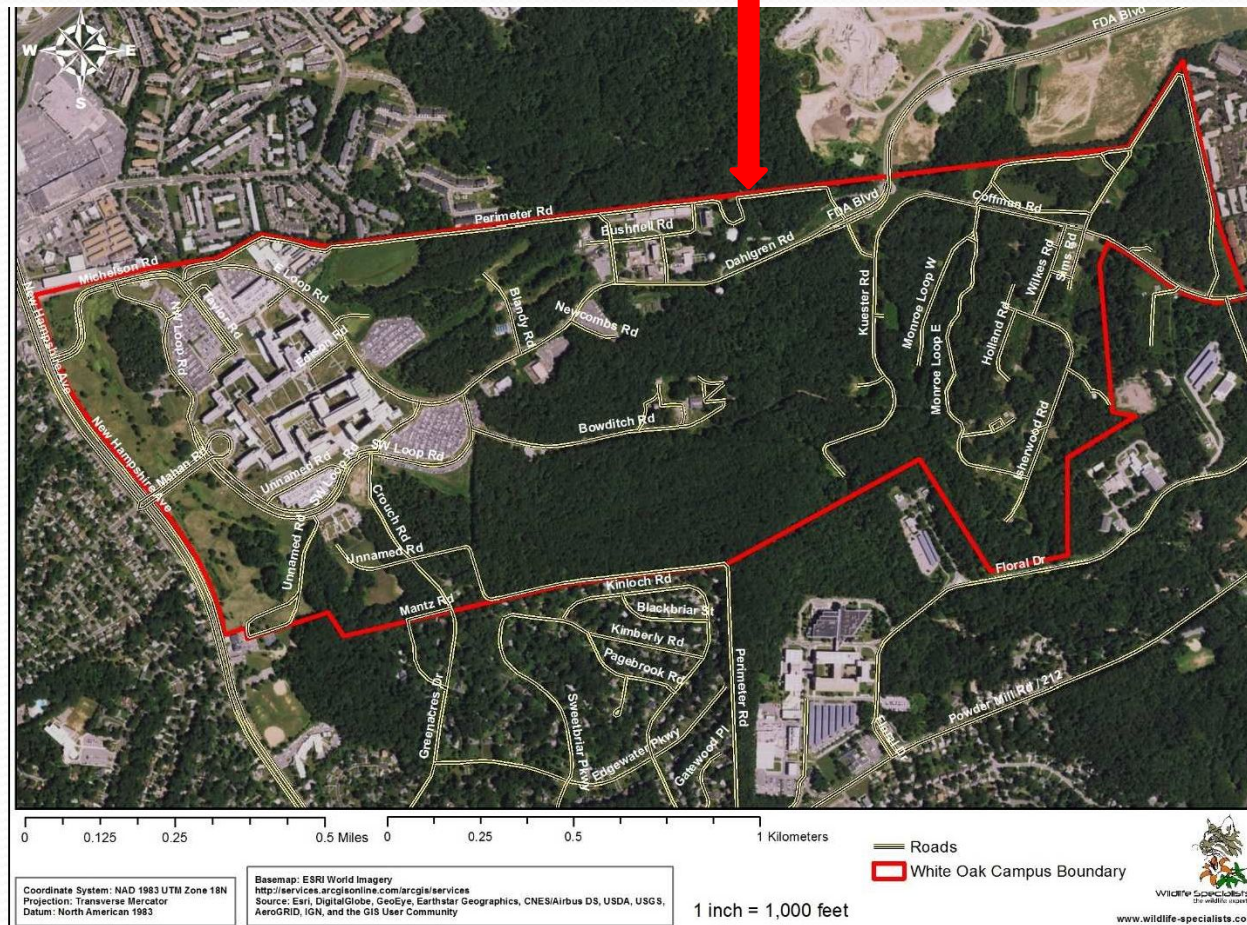 FDA Blvd
N
W E
S
Perimeter Rd
Bushnell Rd
FDA Blvd
Coffman Rd
Dahlgren Rd
Michelson Rd
E Loop Rd
Taylor Rd
NW Loop Rd
Edison Rd
Blandy Rd
Newcombs Rd
Kuester Rd
Monroe Loop W
Monroe Loop E
Holland Rd
Wilkes Rd
Sims Rd
New Hampshire Ave
New Hampshire Ave
Mahan Rd
Unnamed Rd
SW Loop Rd
SW Loop Rd
Bowditch Rd
Isherwood Rd
Crouch Rd
Unnamed Rd
Unnamed Rd
Mantz Rd
Kinloch Rd
Blackbriar St
Kimberly Rd
Pagebrook Rd
Greenacres Dr
Sweetbriar Pkwy
Edgewater Pkwy
Gatewood Pl
Perimeter Rd
Floral Dr
Floral Dr
Powder Mill Rd / 212
0 0.125 0.25 0.5 Miles
0 0.25 0.5 1 Kilometers
Roads
White Oak Campus Boundary
Coordinate System: NAD 1983 UTM Zone 18N
Projection: Transverse Mercator
Datum: North American 1983
Basemap: ESRI World Imagery
http://services.arcgisonline.com/arcgis/services
Source: Esri, DigitalGlobe, GeoEye, Earthstar Geographics, CNES/Airbus DS, USDA, USGS,
AeroGRID, IGN, and the GIS User Community
1 inch = 1,000 feet
Wildlife Specialists
the wildlife expert
www.wildlife-specialists.co